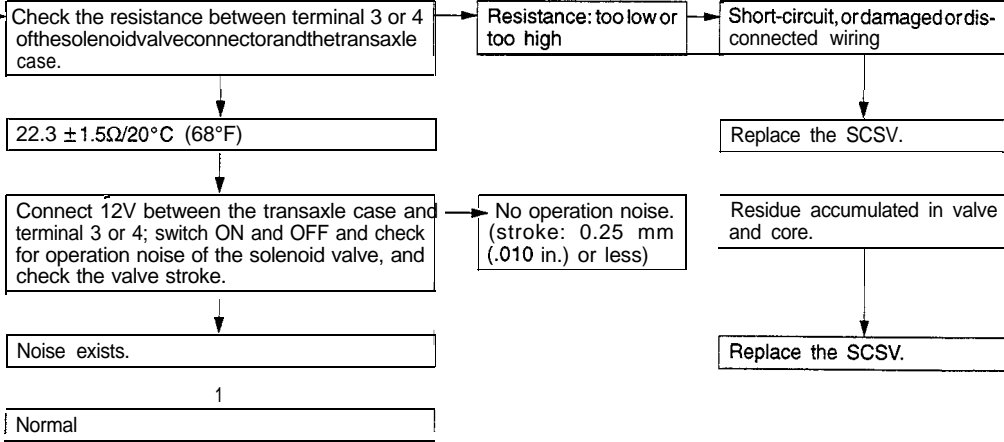 Check the resistance between terminal 3 or 4
ofthesolenoidvalveconnectorandthetransaxle
case.
Resistance: too low or
too high
Short-circuit, ordamagedordis-
connected wiring
22.3 ±1.5Ω/20°C (68°F)
Replace the SCSV.
Connect 12V between the transaxle case and
terminal 3 or 4; switch ON and OFF and check
for operation noise of the solenoid valve, and
check the valve stroke.
No operation noise.
(stroke: 0.25 mm
(.010 in.) or less)
Residue accumulated in valve
and core.
Noise exists.
Replace the SCSV.
1
Normal